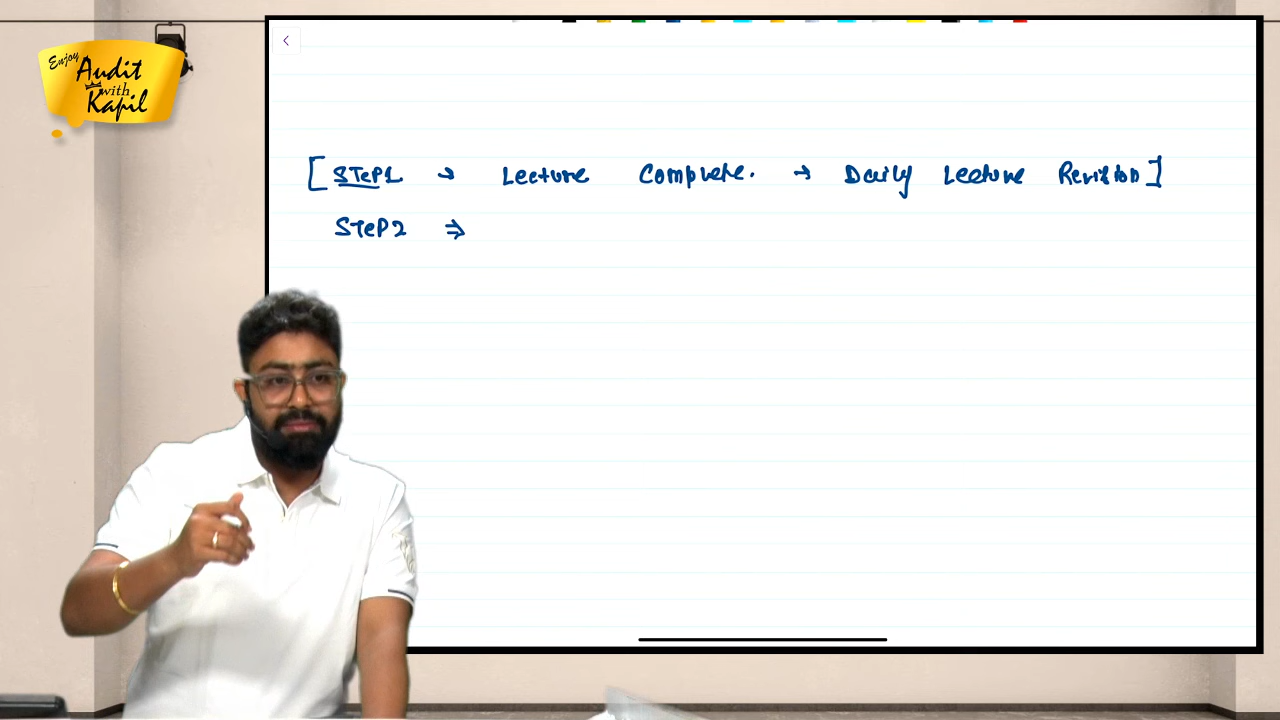 Enjoy
Audit
with
Kapil
[STeP1 → Lecture Complete. → Daily Lecture Revision]
STeP2 ⇒